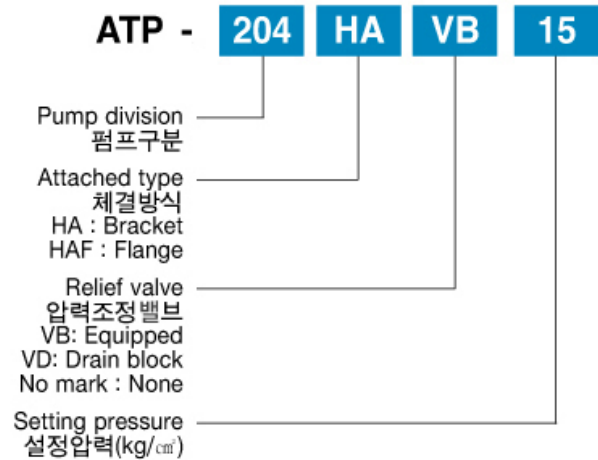 ATP - 204 HA VB 15
Pump division
펌프구분
Attached type
체결방식
HA : Bracket
HAF : Flange
Relief valve
압력조정밸브
VB: Equipped
VD: Drain block
No mark : None
Setting pressure
설정압력(kg/㎠)